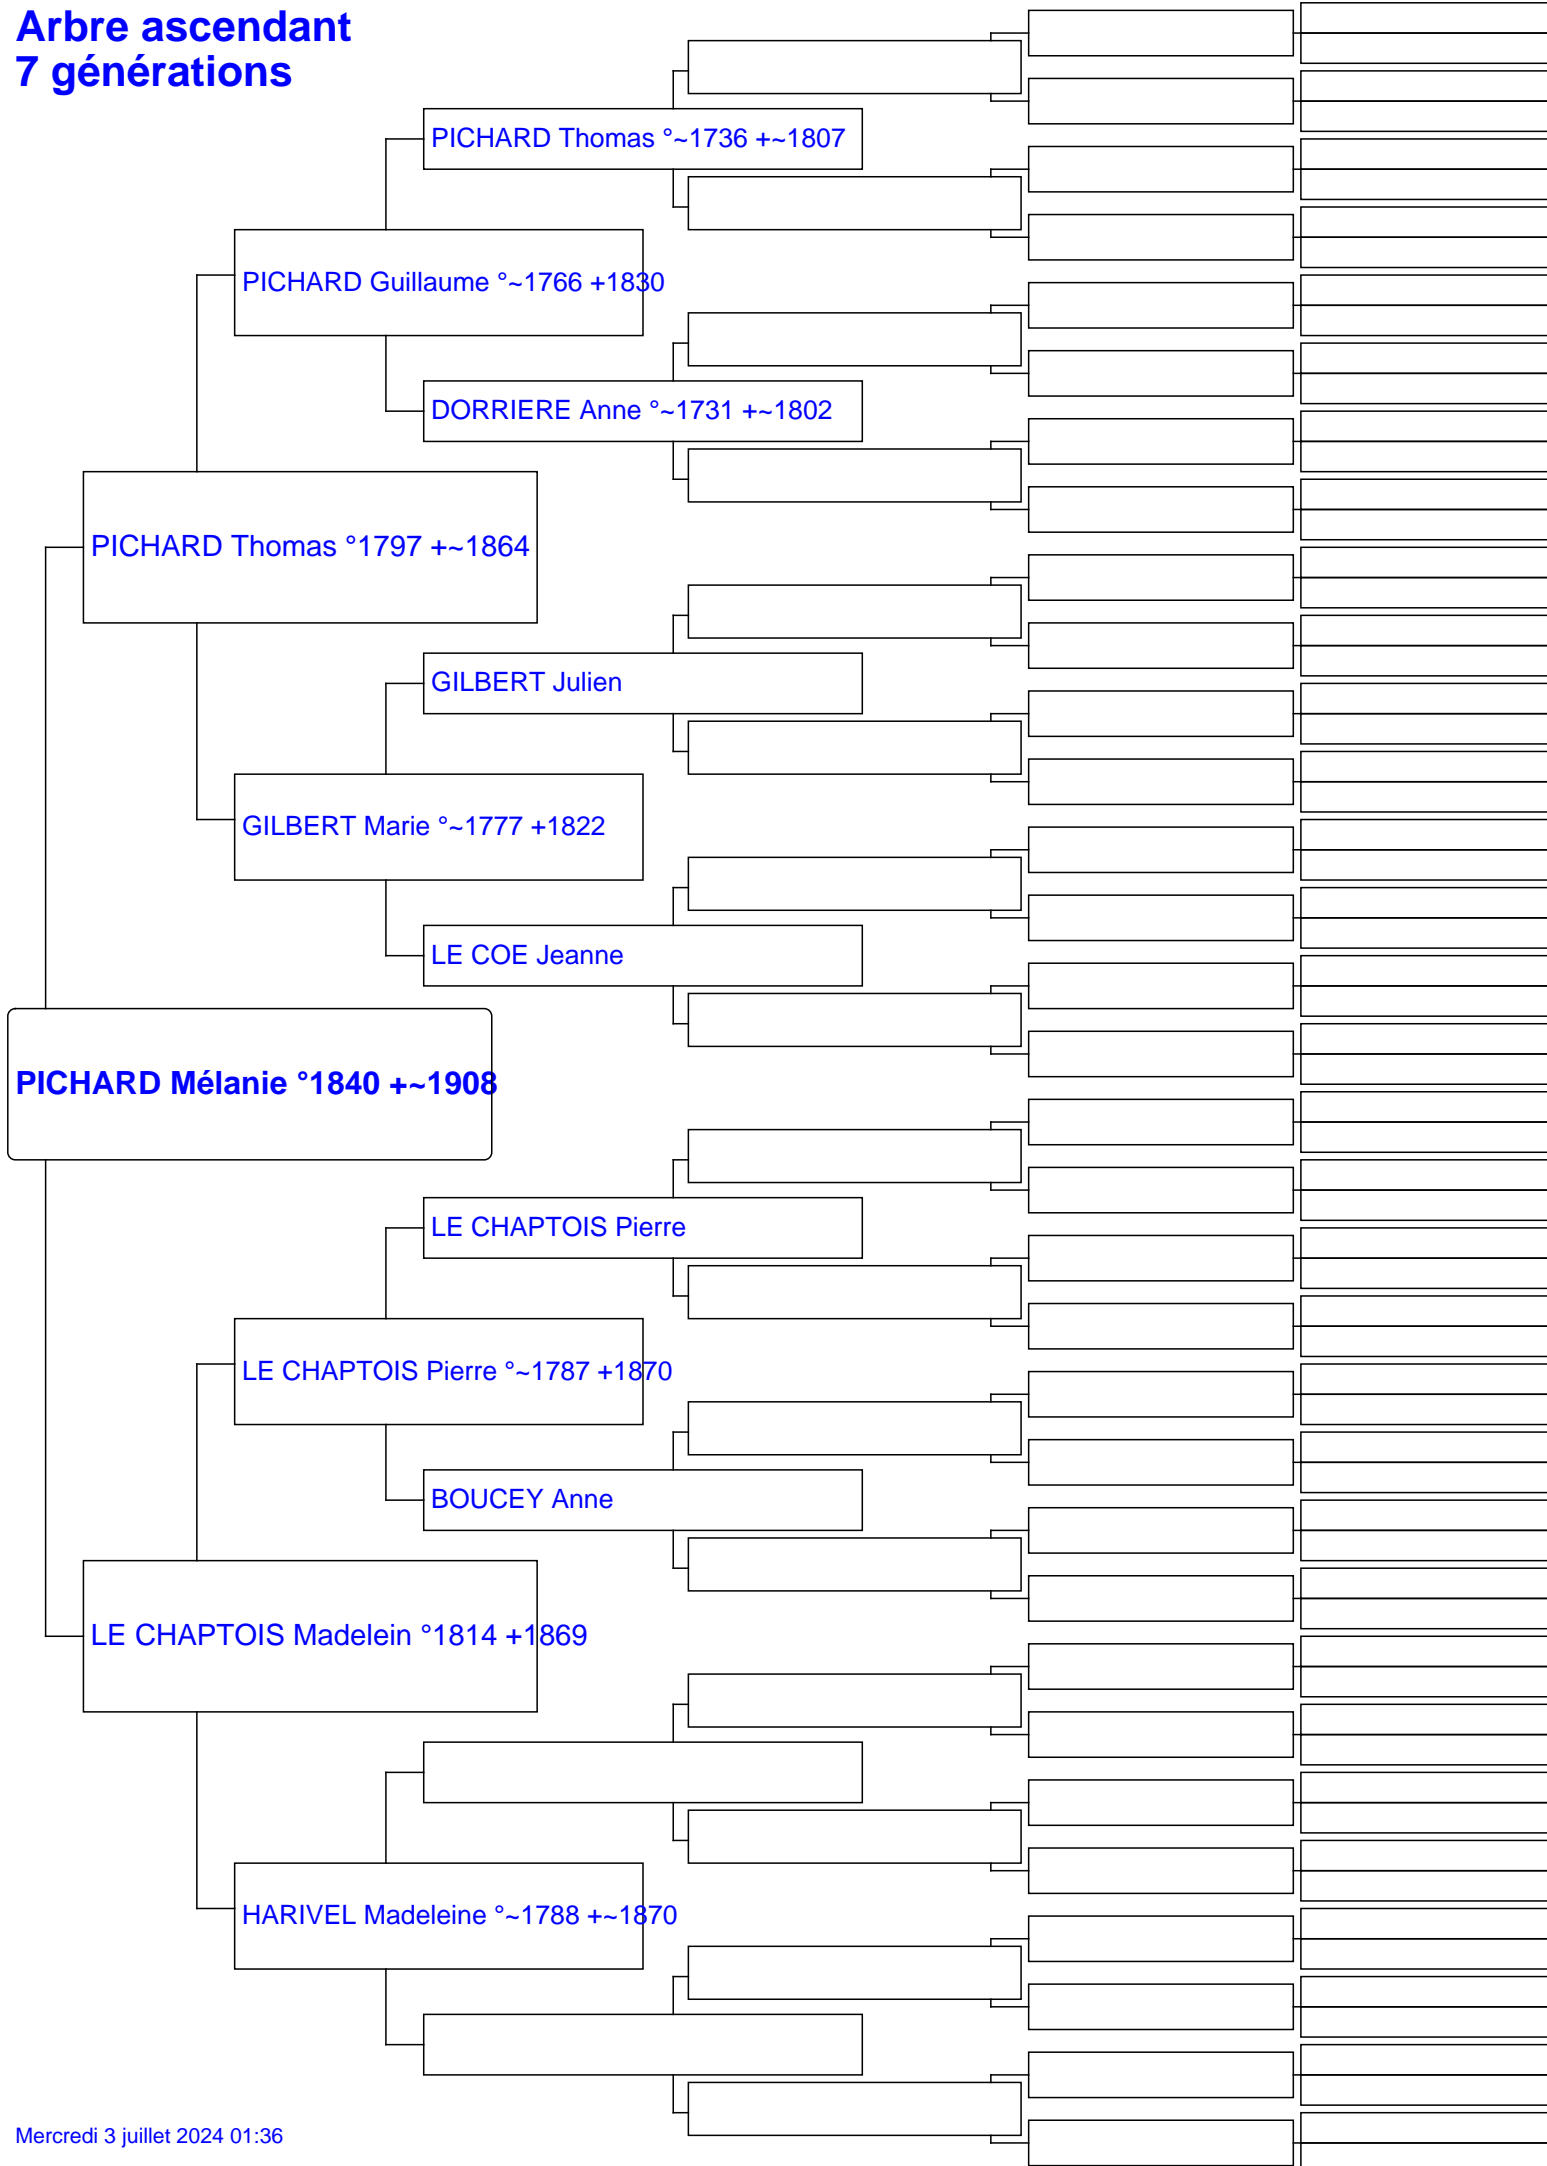 Arbre ascendant
7 générations
PICHARD Thomas °~1736 +~1807
PICHARD Guillaume °~1766 +1830
DORRIERE Anne °~1731 +~1802
PICHARD Thomas °1797 +~1864
GILBERT Julien
GILBERT Marie °~1777 +1822
LE COE Jeanne
PICHARD Mélanie °1840 +~1908
LE CHAPTOIS Pierre
LE CHAPTOIS Pierre °~1787 +1870
BOUCEY Anne
LE CHAPTOIS Madelein °1814 +1869
HARIVEL Madeleine °~1788 +~1870
Mercredi 3 juillet 2024 01:36